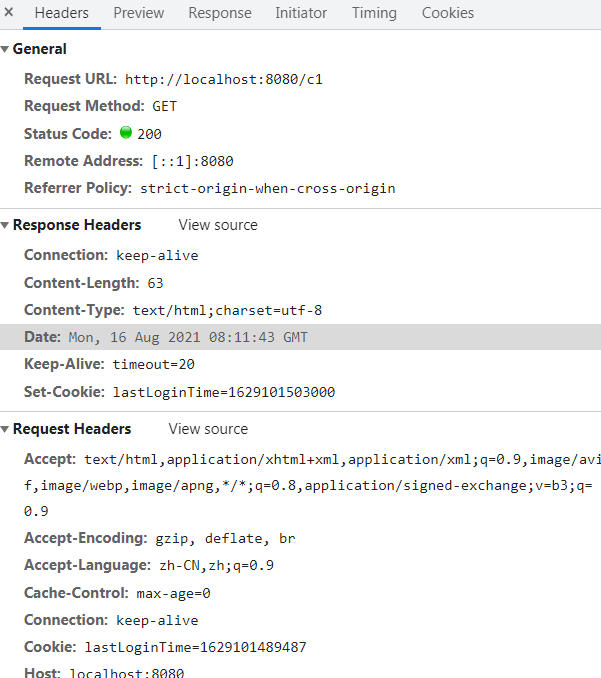 × Headers Preview Response Initiator Timing Cookies
General
Request URL: http://localhost:8080/c1
Request Method: GET
Status Code: 200
Remote Address: [::1]:8080
Referrer Policy: strict-origin-when-cross-origin
Response Headers View source
Connection: keep-alive
Content-Length: 63
Content-Type: text/html;charset=utf-8
Date: Mon, 16 Aug 2021 08:11:43 GMT
Keep-Alive: timeout=20
Set-Cookie: lastLoginTime=1629101503000
Request Headers View source
Accept: text/html,application/xhtml+xml,application/xml;q=0.9,image/avi
f,image/webp,image/apng,*/*;q=0.8,application/signed-exchange;v=b3;q=
0.9
Accept-Encoding: gzip, deflate, br
Accept-Language: zh-CN,zh;q=0.9
Cache-Control: max-age=0
Connection: keep-alive
Cookie: lastLoginTime=1629101489487
Host: localhost:8080